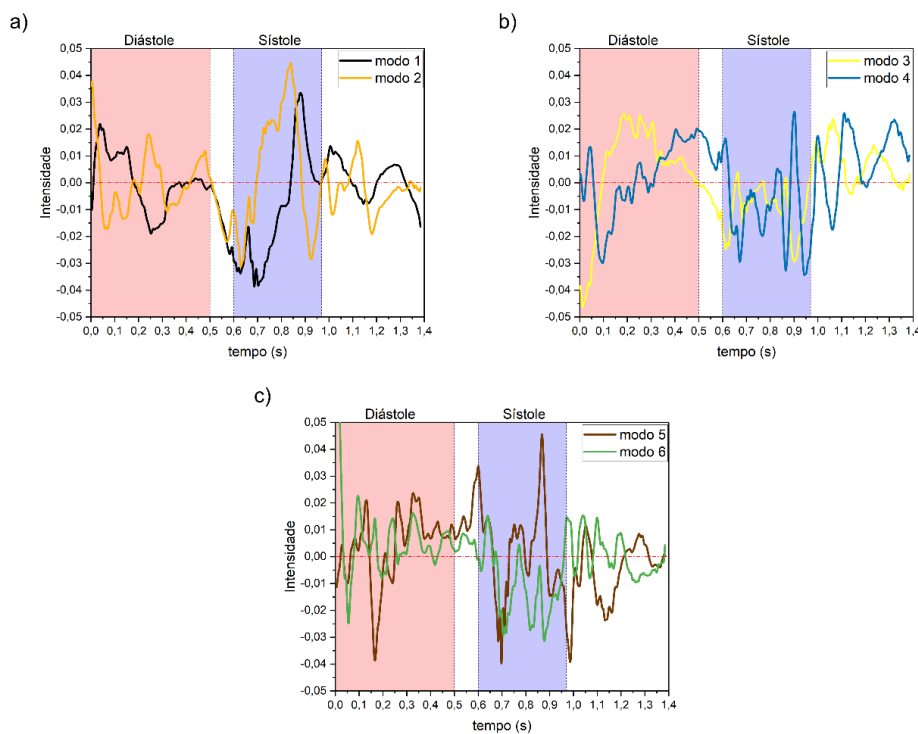 a)
Diástole Sístole
modo 1
modo 2
Intensidade
0,05
0,04
0,03
0,02
0,01
0,00
-0,01
-0,02
-0,03
-0,04
-0,05
0,0 0,1 0,2 0,3 0,4 0,5 0,6 0,7 0,8 0,9 1,0 1,1 1,2 1,3 1,4
tempo (s)
b)
Diástole Sístole
modo 3
modo 4
Intensidade
0,05
0,04
0,03
0,02
0,01
0,00
-0,01
-0,02
-0,03
-0,04
-0,05
0,0 0,1 0,2 0,3 0,4 0,5 0,6 0,7 0,8 0,9 1,0 1,1 1,2 1,3 1,4
tempo (s)
c)
Diástole Sístole
modo 5
modo 6
Intensidade
0,05
0,04
0,03
0,02
0,01
0,00
-0,01
-0,02
-0,03
-0,04
-0,05
0,0 0,1 0,2 0,3 0,4 0,5 0,6 0,7 0,8 0,9 1,0 1,1 1,2 1,3 1,4
tempo (s)